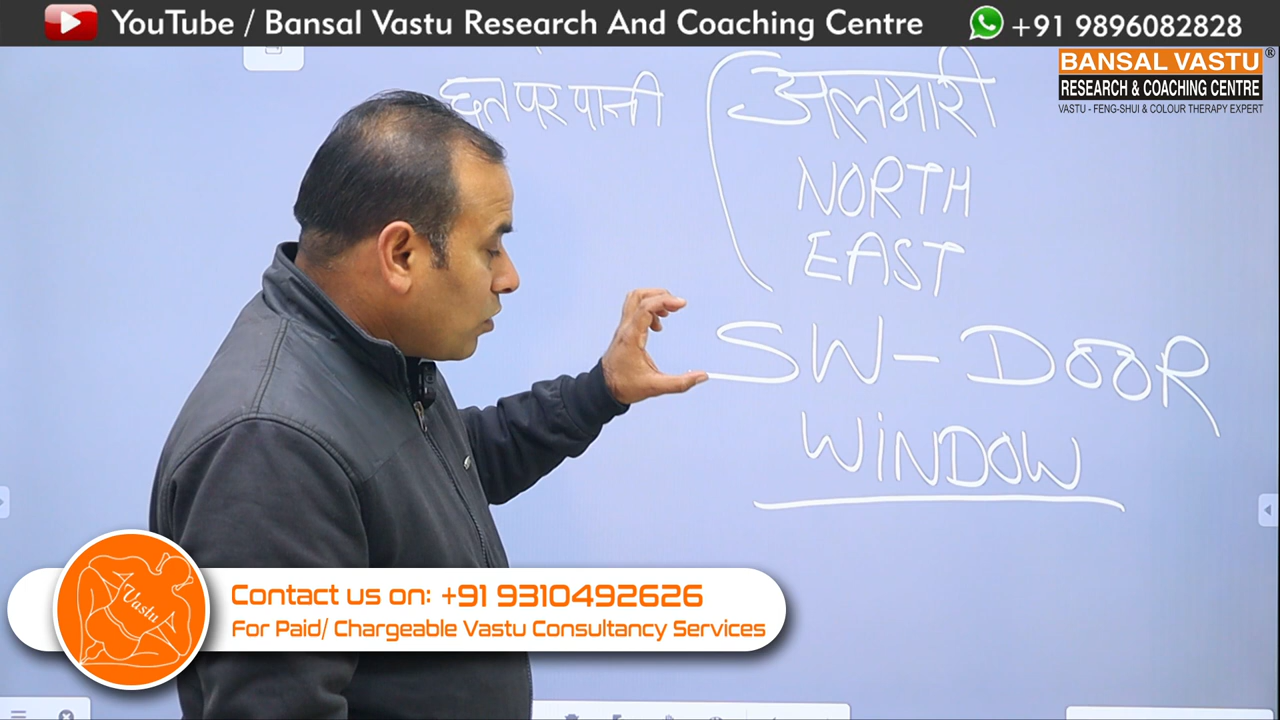 YouTube / Bansal Vastu Research And Coaching Centre
+91 9896082828
BANSAL VASTU ®
RESEARCH & COACHING CENTRE
VASTU - FENG-SHUI & COLOUR THERAPY EXPERT
छत पर पानी
अलमारी
NORTH
EAST
SW - DOOR
WINDOW
Vastu
Contact us on: +91 9310492626
For Paid/ Chargeable Vastu Consultancy Services